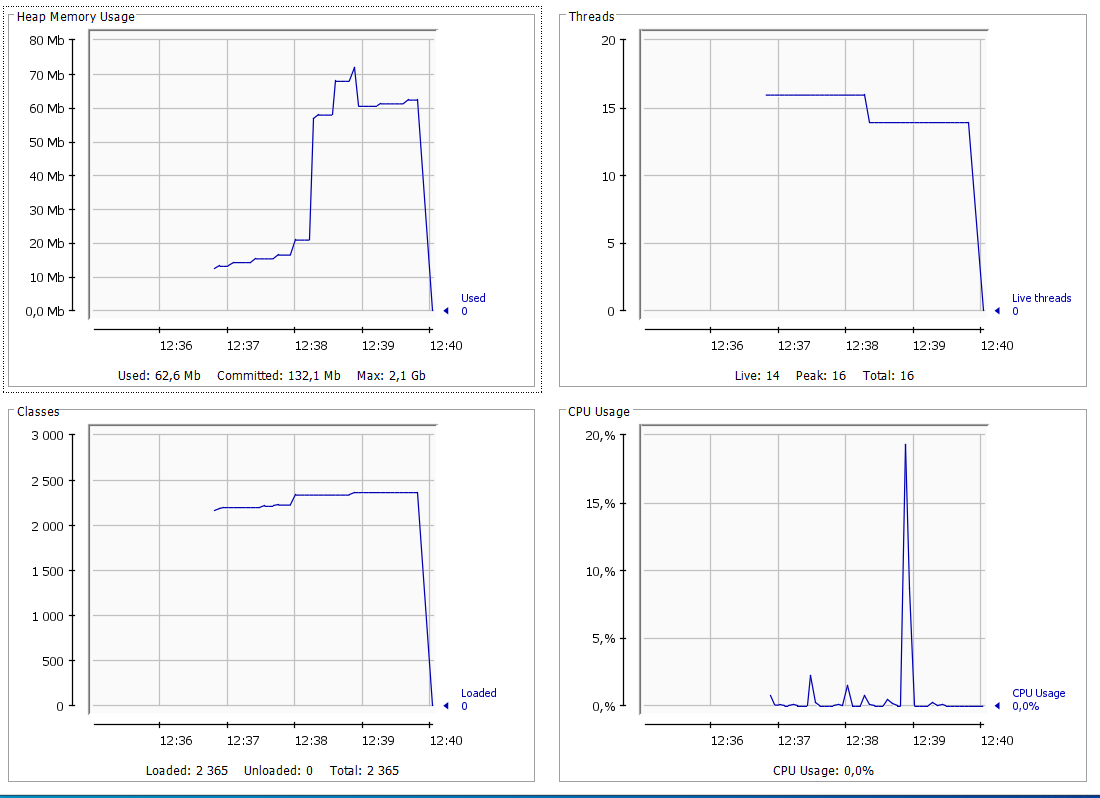 Heap Memory Usage
80 Mb
70 Mb
60 Mb
50 Mb
40 Mb
30 Mb
20 Mb
10 Mb
0,0 Mb
Used
0
12:36 12:37 12:38 12:39 12:40
Used: 62,6 Mb Committed: 132,1 Mb Max: 2,1 Gb
Threads
20
15
10
5
0
Live threads
0
12:36 12:37 12:38 12:39 12:40
Live: 14 Peak: 16 Total: 16
Classes
3 000
2 500
2 000
1 500
1 000
500
0
Loaded
0
12:36 12:37 12:38 12:39 12:40
Loaded: 2 365 Unloaded: 0 Total: 2 365
CPU Usage
20,%
15,%
10,%
5,%
0,%
CPU Usage
0,0%
12:36 12:37 12:38 12:39 12:40
CPU Usage: 0,0%